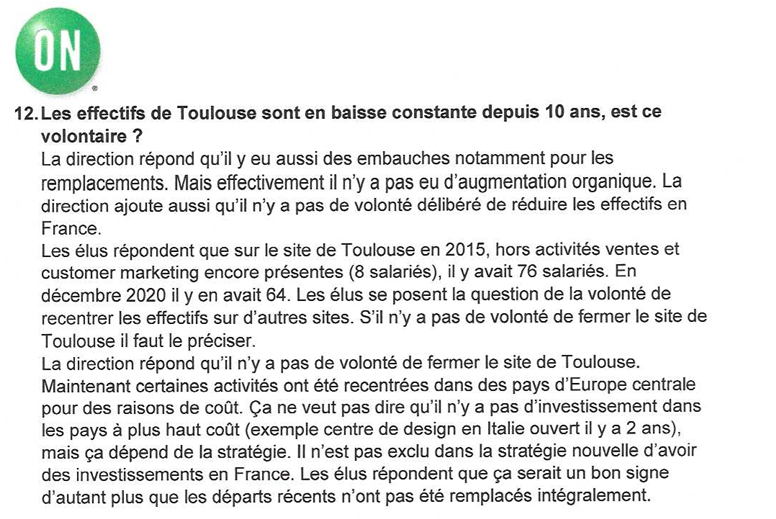 ON
12. Les effectifs de Toulouse sont en baisse constante depuis 10 ans, est ce
volontaire ?
La direction répond qu'il y eu aussi des embauches notamment pour les
remplacements. Mais effectivement il n'y a pas eu d'augmentation organique. La
direction ajoute aussi qu'il n'y a pas de volonté délibéré de réduire les effectifs en
France.
Les élus répondent que sur le site de Toulouse en 2015, hors activités ventes et
customer marketing encore présentes (8 salariés), il y avait 76 salariés. En
décembre 2020 il y en avait 64. Les élus se posent la question de la volonté de
recentrer les effectifs sur d'autres sites. S'il n'y a pas de volonté de fermer le site de
Toulouse il faut le préciser.
La direction répond qu'il n'y a pas de volonté de fermer le site de Toulouse.
Maintenant certaines activités ont été recentrées dans des pays d'Europe centrale
pour des raisons de coût. Ça ne veut pas dire qu'il n'y a pas d'investissement dans
les pays à plus haut coût (exemple centre de design en Italie ouvert il y a 2 ans),
mais ça dépend de la stratégie. Il n'est pas exclu dans la stratégie nouvelle d'avoir
des investissements en France. Les élus répondent que ça serait un bon signe
d'autant plus que les départs récents n'ont pas été remplacés intégralement.